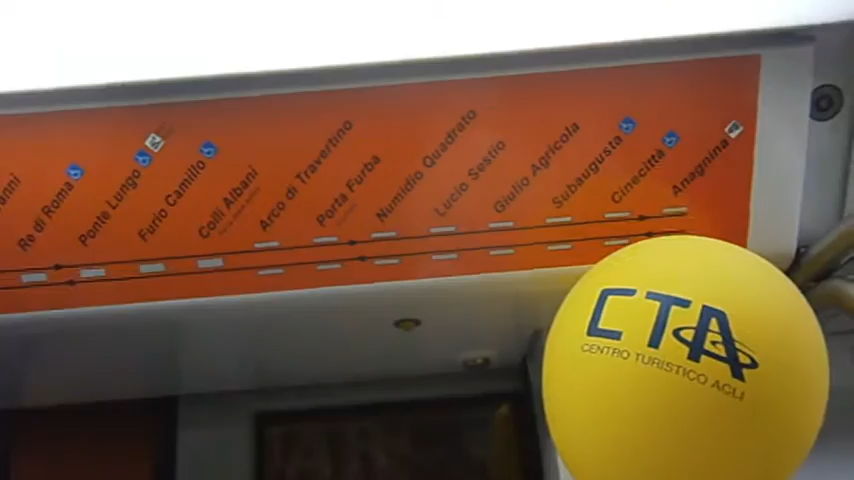 Re di Roma
Ponte Lungo
Furio Camillo
Colli Albani
Arco di Travertino
Porta Furba
Numidio Quadrato
Lucio Sestio
Giulio Agricola
Subaugusta
Cinecittà
Anagnina
CTA
CENTRO TURISTICO ACLI